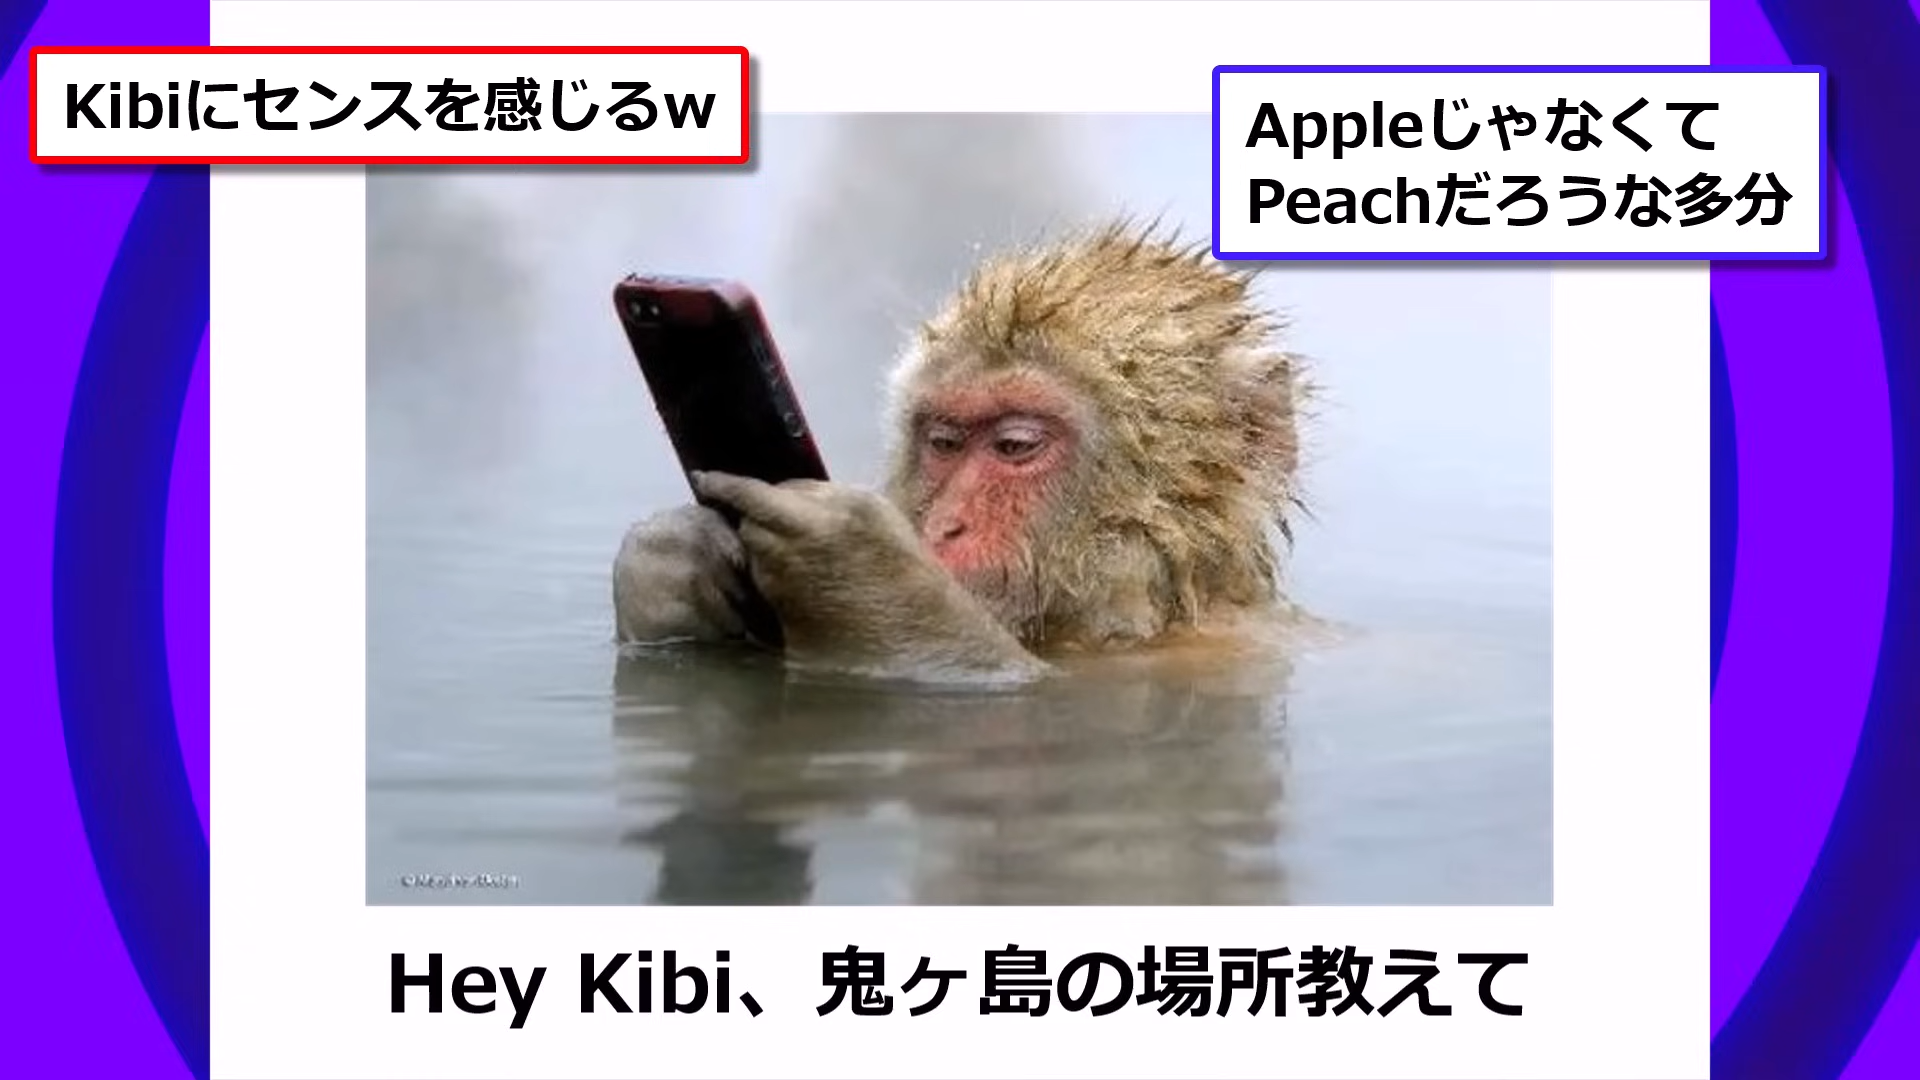 Kibiにセンスを感じるw
Appleじゃなくて
Peachだろうな多分
Hey Kibi、鬼ヶ島の場所教えて